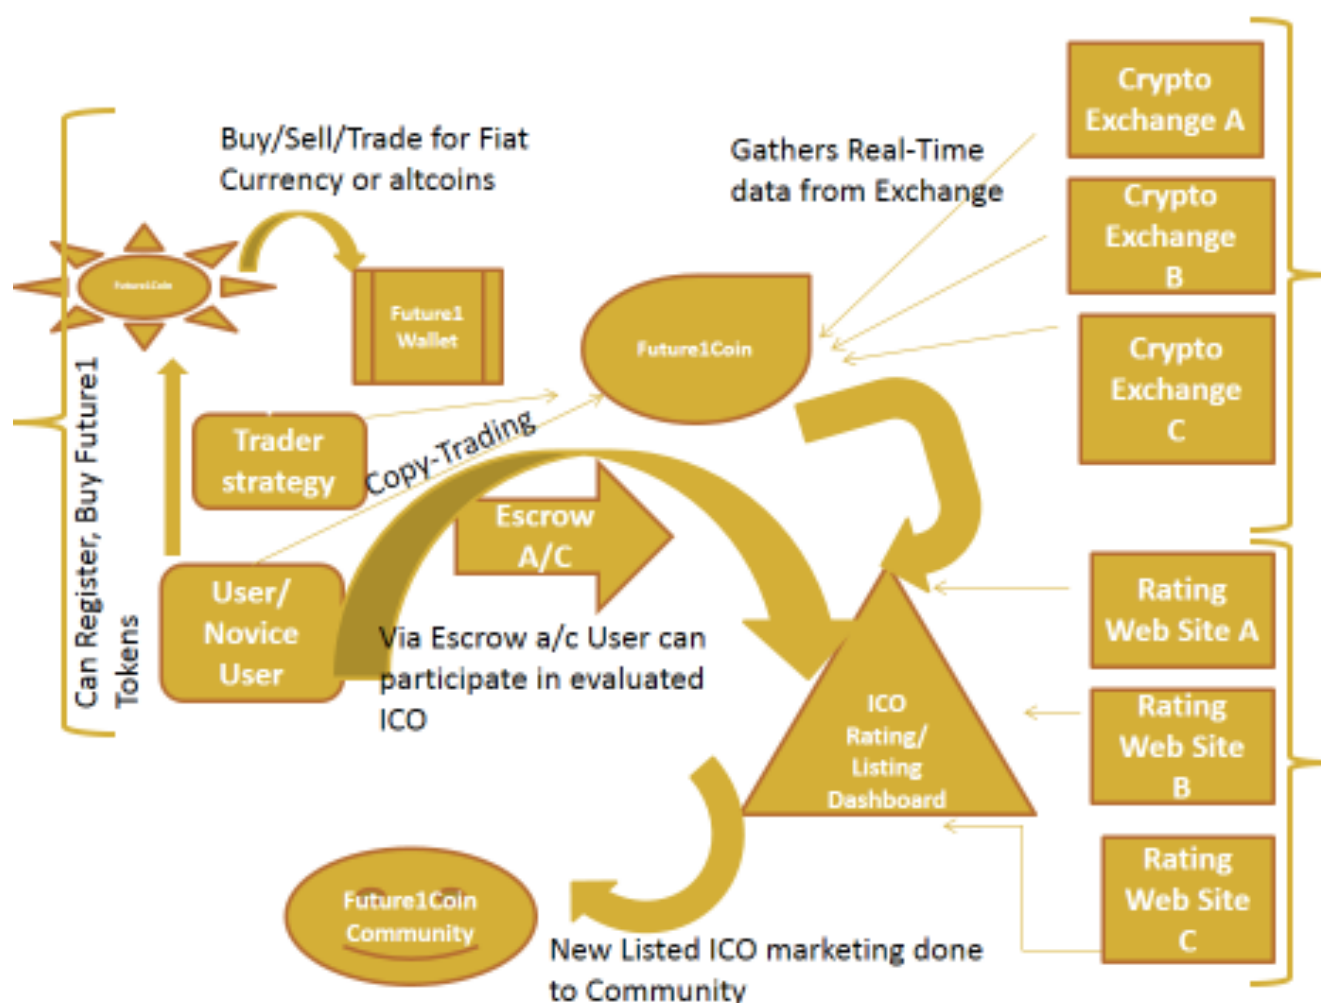 Buy/Sell/Trade for Fiat
Currency or altcoins
Gathers Real-Time
data from Exchange
Crypto
Exchange A
Crypto
Exchange
B
Crypto
Exchange
C
Future1Coin
Future1
Wallet
Future1Coin
Can Register, Buy Future1
Tokens
Trader
strategy
Copy-Trading
Escrow
A/C
User/
Novice
User
Via Escrow a/c User can
participate in evaluated
ICO
ICO
Rating/
Listing
Dashboard
Rating
Web Site A
Rating
Web Site
B
Rating
Web Site
C
Future1Coin
Community
New Listed ICO marketing done
to Community